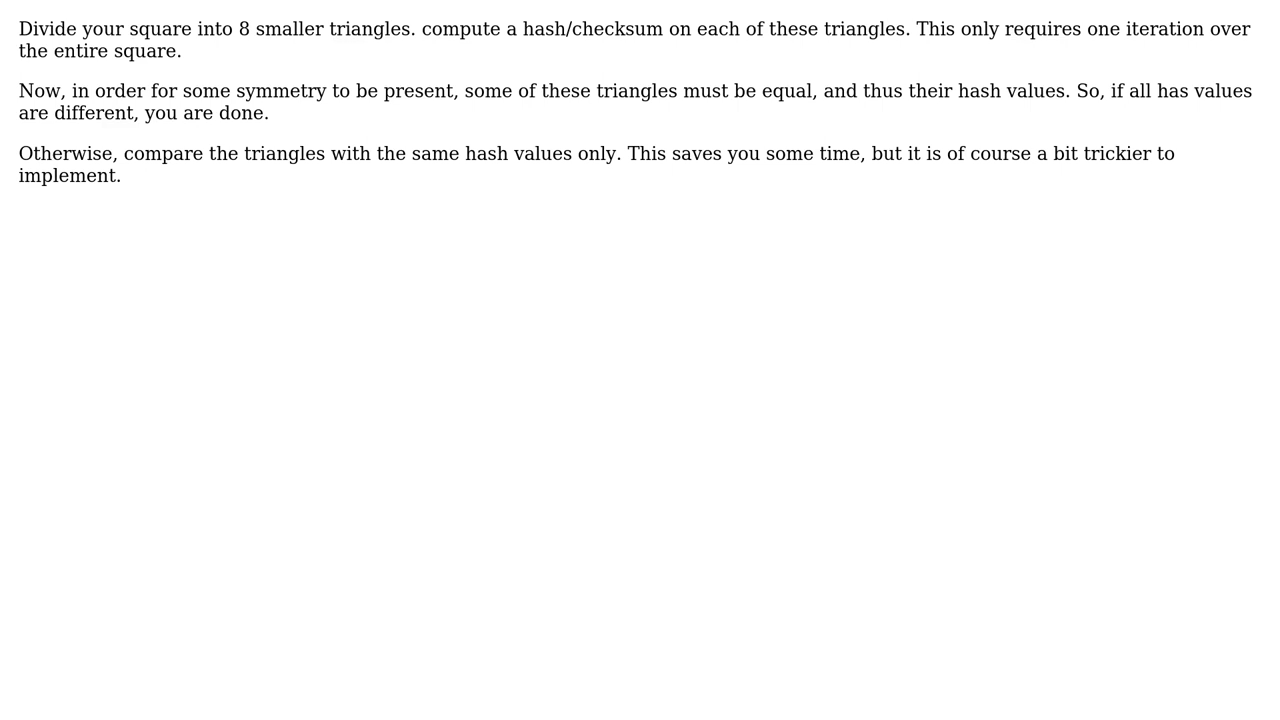 Divide your square into 8 smaller triangles. compute a hash/checksum on each of these triangles. This only requires one iteration over
the entire square.
Now, in order for some symmetry to be present, some of these triangles must be equal, and thus their hash values. So, if all has values
are different, you are done.
Otherwise, compare the triangles with the same hash values only. This saves you some time, but it is of course a bit trickier to
implement.